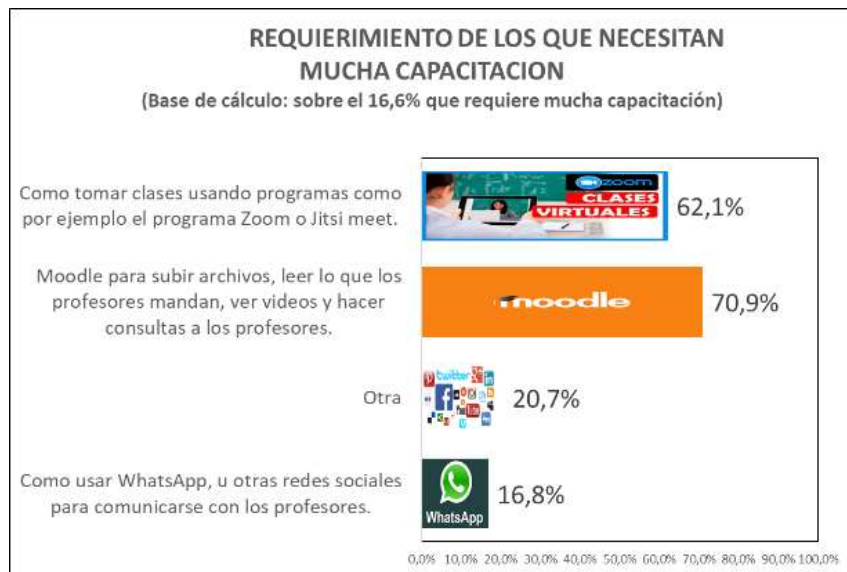 REQUIERIMIENTO DE LOS QUE NECESITAN
MUCHA CAPACITACION
(Base de cálculo: sobre el 16,6% que requiere mucha capacitación)
Como tomar clases usando programas como
por ejemplo el programa Zoom o Jitsi meet.
zoom
CLASES
VIRTUALES
62,1%
Moodle para subir archivos, leer lo que los
profesores mandan, ver videos y hacer
consultas a los profesores.
moodle
70,9%
Otra
twitter
20,7%
Como usar WhatsApp, u otras redes sociales
para comunicarse con los profesores.
WhatsApp
16,8%
0,0% 10,0% 20,0% 30,0% 40,0% 50,0% 60,0% 70,0% 80,0% 90,0% 100,0%